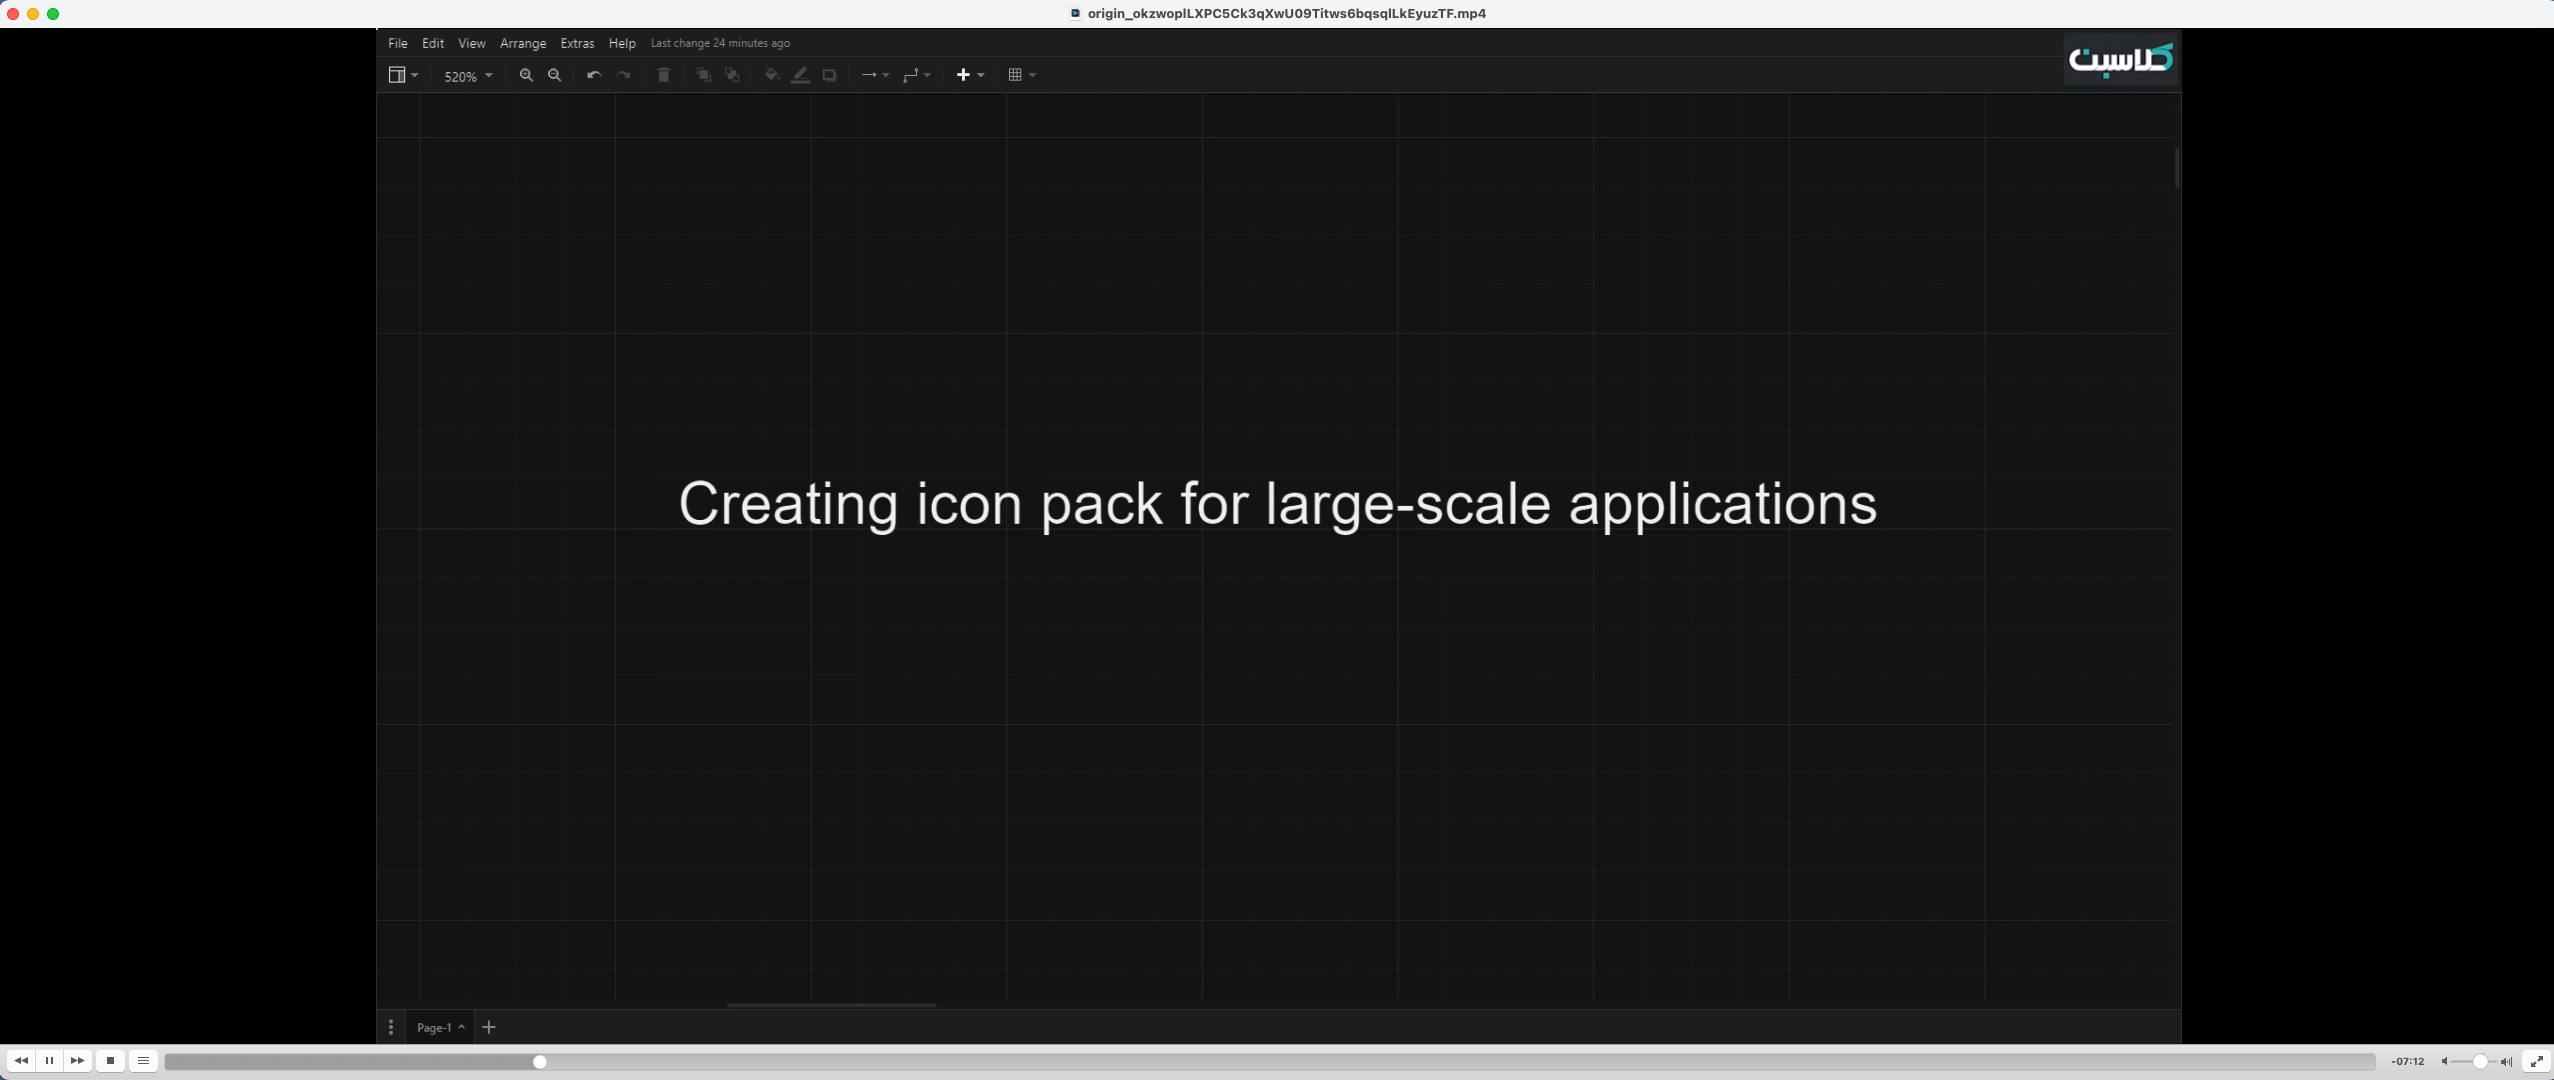 origin_okzwoplLXPC5Ck3qXwU09Titws6bqsqlLkEyuzTF.mp4
File Edit View Arrange Extras Help Last change 24 minutes ago
کلاسبن
520%
Creating icon pack for large-scale applications
Page-1
-07:12